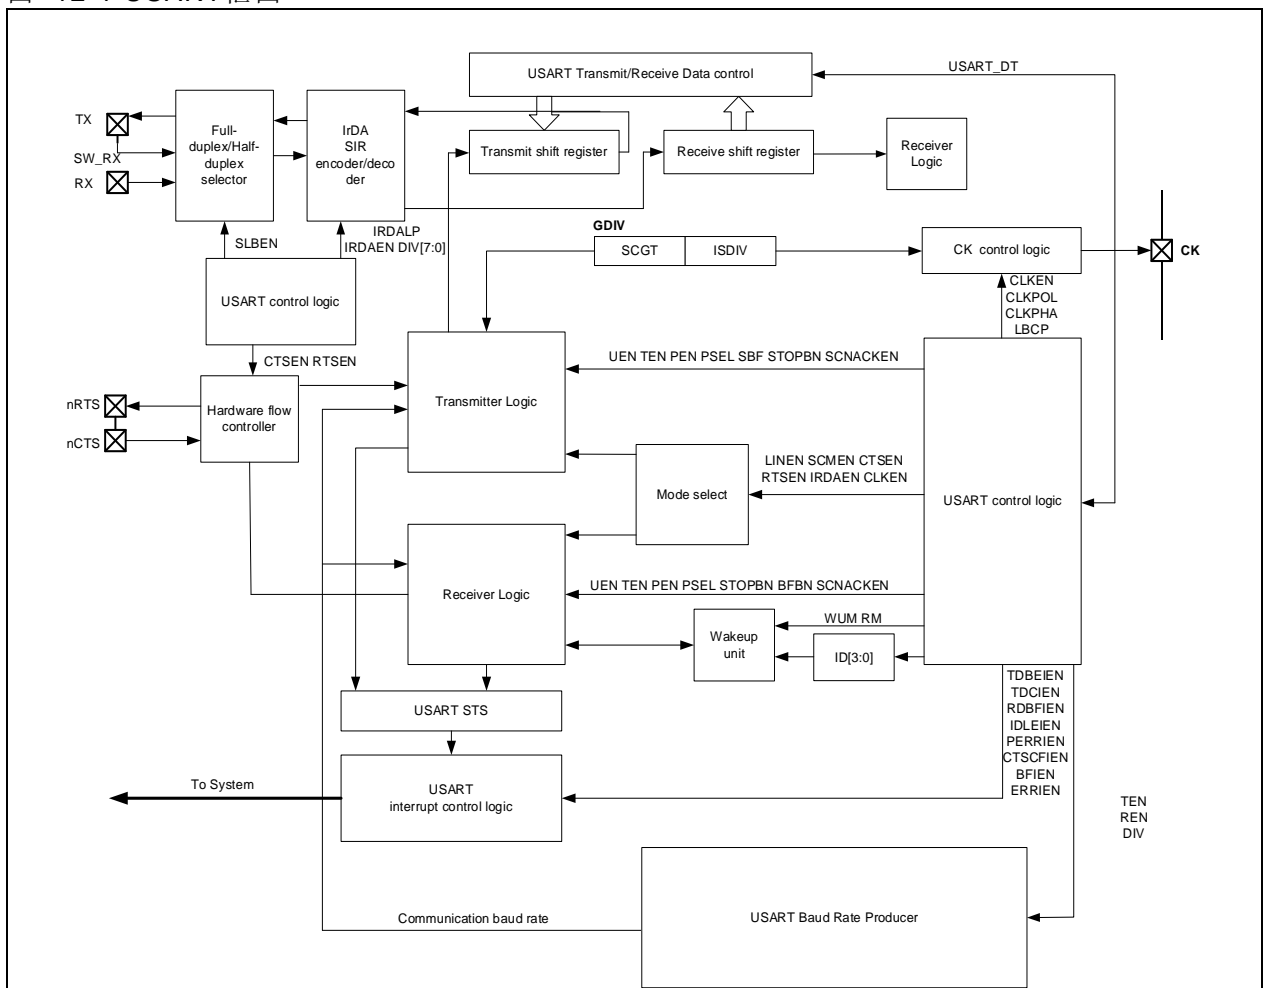 USART Transmit/Receive Data control
USART_DT
TX
SW_RX
RX
Full-
duplex/Half-
duplex
selector
IrDA
SIR
encoder/deco
der
Transmit shift register
Receive shift register
Receiver
Logic
SLBEN
IRDALP
IRDAEN DIV[7:0]
GDIV
SCGT
ISDIV
CK control logic
CK
USART control logic
CLKEN
CLKPOL
CLKPHA
LBCP
CTSEN RTSEN
nRTS
nCTS
Hardware flow
controller
Transmitter Logic
UEN TEN PEN PSEL SBF STOPBN SCNACKEN
Mode select
LINEN SCMEN CTSEN
RTSEN IRDAEN CLKEN
USART control logic
Receiver Logic
UEN TEN PEN PSEL STOPBN BFBN SCNACKEN
WUM RM
Wakeup
unit
ID[3:0]
USART STS
TDBEIEN
TDCIEN
RDBFIEN
IDLEIEN
PERRIEN
CTSCFIEN
BFIEN
ERRIEN
To System
USART
interrupt control logic
TEN
REN
DIV
Communication baud rate
USART Baud Rate Producer